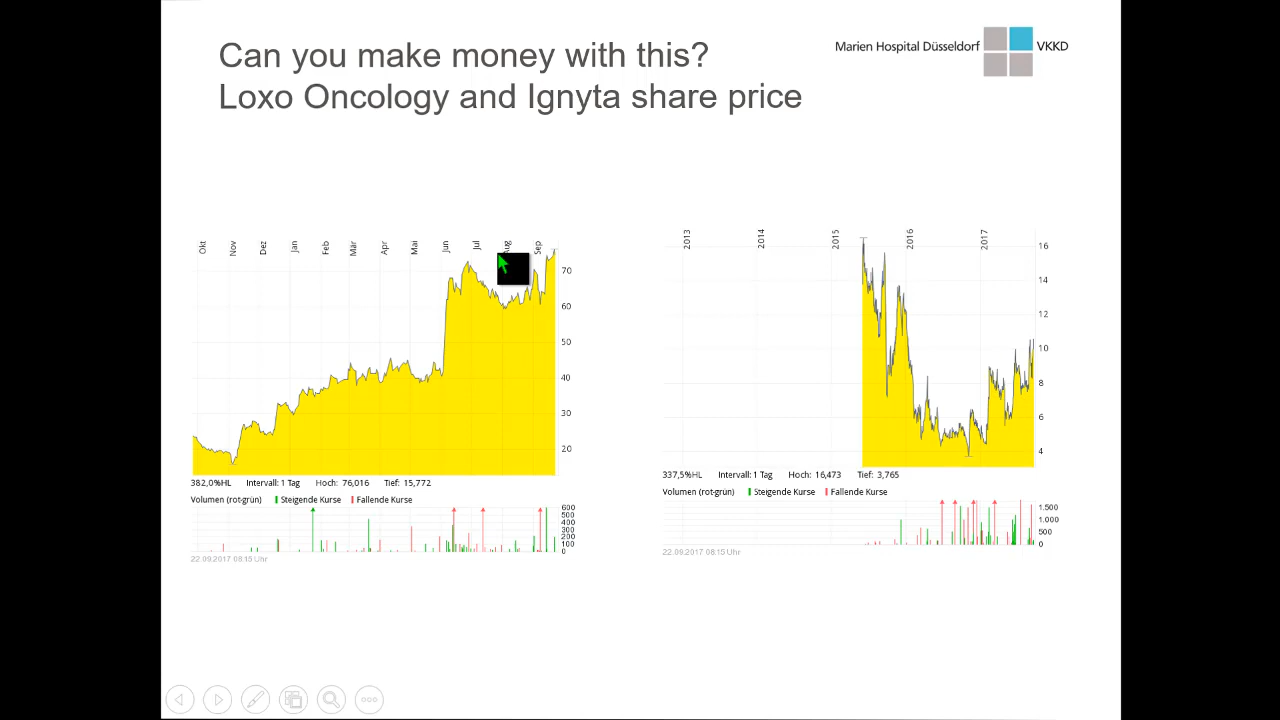 Can you make money with this?
Loxo Oncology and Ignyta share price
Marien Hospital Düsseldorf VKKD
Okt Nov Dez Jan Feb Mär Apr Mai Jun Jul Aug Sep
70
60
50
40
30
20
382,0%HL Intervall: 1 Tag Hoch: 76,016 Tief: 15,772
Volumen (rot-grün) Steigende Kurse Fallende Kurse
600
500
400
300
200
100
0
22.09.2017 08:15 Uhr
2013 2014 2015 2016 2017
16
14
12
10
8
6
4
337,5%HL Intervall: 1 Tag Hoch: 16,473 Tief: 3,765
Volumen (rot-grün) Steigende Kurse Fallende Kurse
1.500
1.000
500
0
22.09.2017 08:15 Uhr